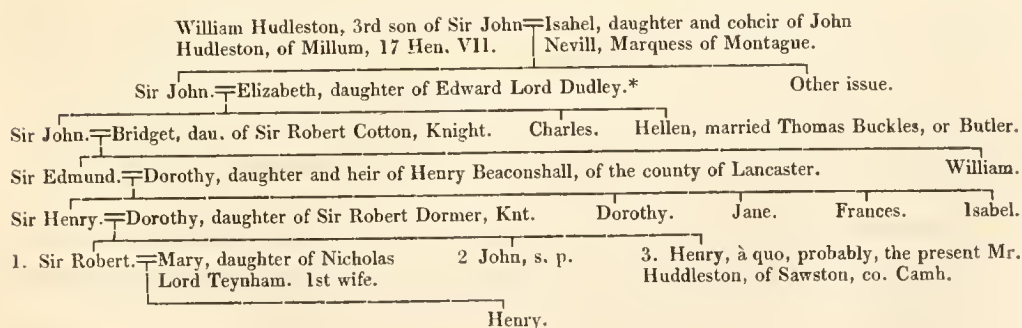 William Hudleston, 3rd son of Sir John Isahel, daughter and cohcir of John
Hudleston, of Millum, 17 Hen. VII. Nevill, Marquess of Montague.
Sir John. Elizabeth, daughter of Edward Lord Dudley.* Other issue.
Sir John. Bridget, dau. of Sir Robert Cotton, Knight. Charles. Hellen, married Thomas Buckles, or Butler.
Sir Edmund. Dorothy, daughter and heir of Henry Beaconshall, of the county of Lancaster. William.
Sir Henry. Dorothy, daughter of Sir Robert Dormer, Knt. Dorothy. Jane. Frances. Isabel.
1. Sir Robert. Mary, daughter of Nicholas 2 John, s. p. 3. Henry, à quo, probably, the present Mr.
Lord Teynham. 1st wife. Huddleston, of Sawston, co. Camh.
Henry.